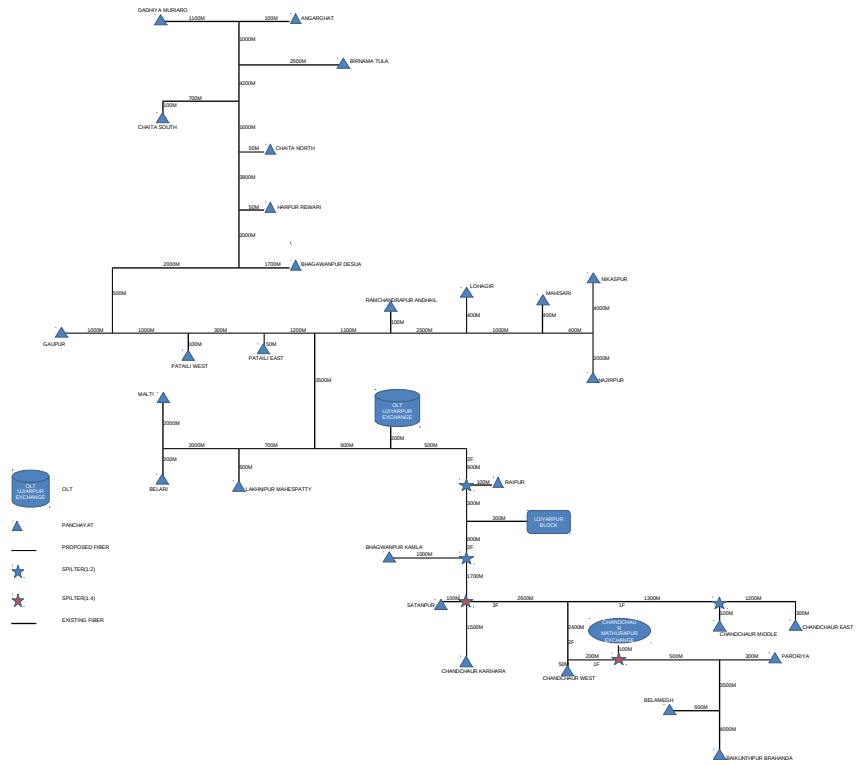 DADHIYA MURIARO
1100M
100M
ANGARGHAT
1000M
2500M
BIRNAMA TULA
4200M
700M
100M
CHAITA SOUTH
1600M
50M
CHAITA NORTH
3900M
50M
HARPUR REWARI
2000M
\
2000M
1700M
BHAGAWANPUR DESUA
500M
LOHAGIR
NIKASPUR
MAHISARI
RAMCHANDRAPUR ANDHAIL
4000M
100M
400M
400M
1000M
1000M
300M
1200M
1100M
2500M
1000M
400M
GAUPUR
100M
50M
PATAILI WEST
PATAILI EAST
2000M
NAJIRPUR
3500M
MALTI
OLT
UJIYARPUR
EXCHANGE
2000M
200M
2000M
700M
800M
500M
200M
500M
2F
900M
BELARI
LAKHNIPUR MAHESPATTY
100M
RAIPUR
OLT
UJIARPUR
EXCHANGE
OLT
300M
300M
UJIYARPUR
BLOCK
PANCHAYAT
800M
2F
PROPOSED FIBER
BHAGWANPUR KAMLA
1000M
SPILTER(1:2)
1700M
SPILTER(1:4)
100M
2600M
1300M
1200M
SATANPUR
3F
1F
EXISTING FIBER
1500M
2400M
CHANDCHAU
R
MATHURAPUR
EXCHANGE
100M
300M
CHANDCHAUR EAST
CHANDCHAUR MIDDLE
2F
100M
200M
500M
300M
PARORIYA
50M
1F
CHANDCHAUR KARIHARA
CHANDCHAUR WEST
3500M
BELAMEGH
600M
4000M
BAIKUNTHPUR BRAHANDA